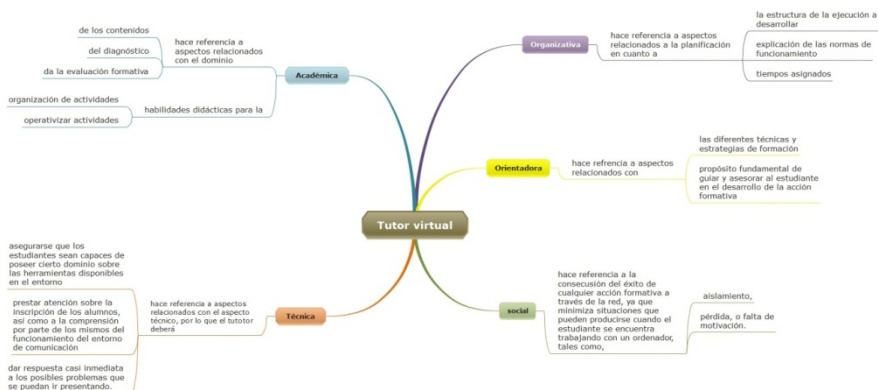 Tutor virtual
Académica
hace referencia a
aspectos relacionados
con el dominio
de los contenidos
del diagnóstico
da la evaluación formativa
habilidades didácticas para la
organización de actividades
operativizar actividades
Organizativa
hace referencia a aspectos
relacionados a la planificación
en cuanto a
la estructura de la ejecución a
desarrollar
explicación de las normas de
funcionamiento
tiempos asignados
Orientadora
hace refrencia a aspectos
relacionados con
las diferentes técnicas y
estrategias de formación
propósito fundamental de
guiar y asesorar al estudiante
en el desarrollo de la acción
formativa
social
hace referencia a la
consecusión del éxito de
cualquier acción formativa a
través de la red, ya que
minimiza situaciones que
pueden producirse cuando el
estudiante se encuentra
trabajando con un ordenador,
tales como,
aislamiento,
pérdida, o falta de
motivación.
Técnica
hace referencia a aspectos
relacionados con el aspecto
técnico, por lo que el tutotor
deberá
asegurarse que los
estudiantes sean capaces de
poseer cierto dominio sobre
las herramientas disponibles
en el entorno
prestar atención sobre la
inscripción de los alumnos,
así como a la comprensión
por parte de los mismos del
funcionamiento del entorno
de comunicación
dar respuesta casi inmediata
a los posibles problemas que
se puedan ir presentando.